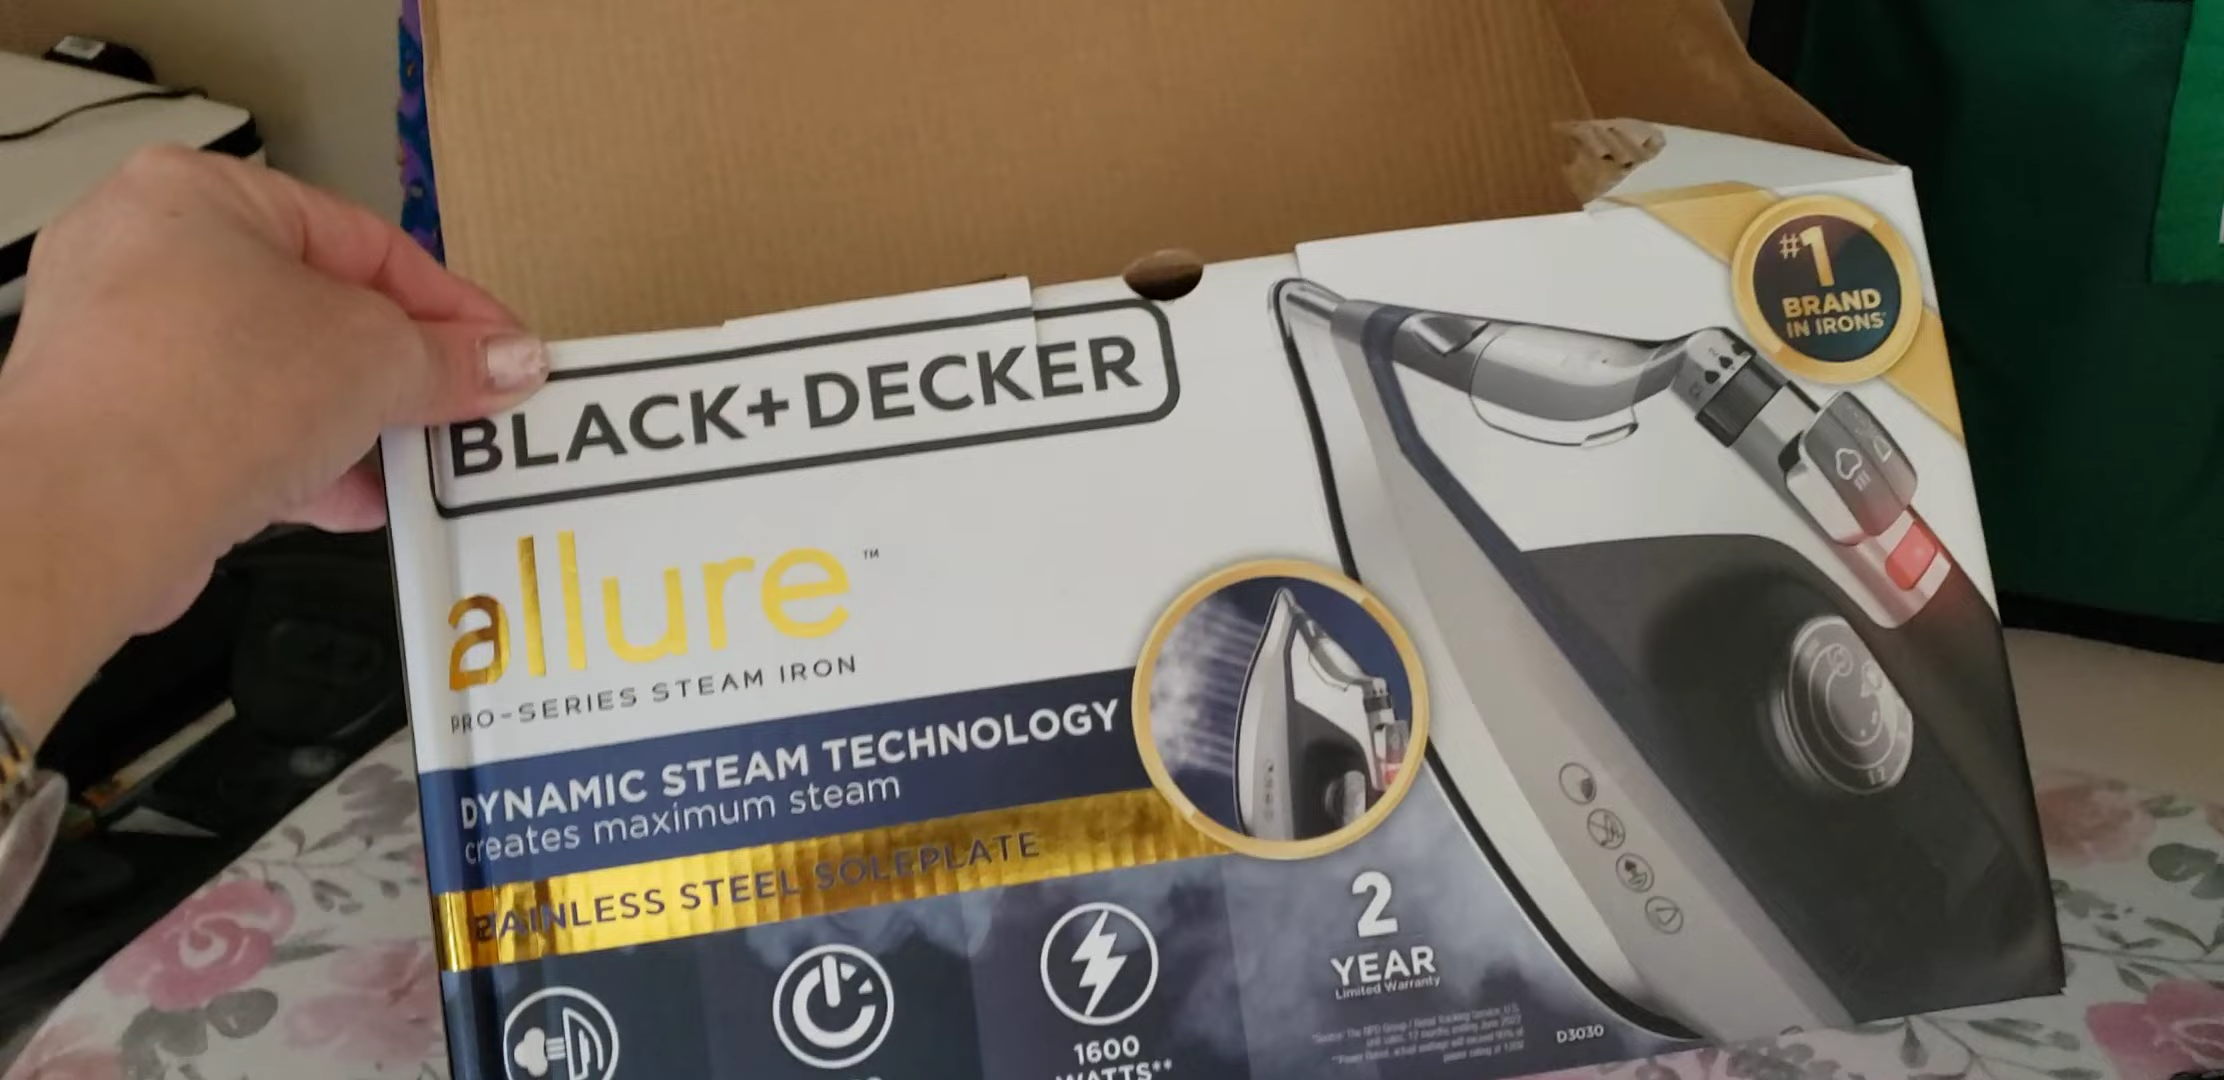 BLACK+DECKER
#1
BRAND
IN IRONS*
allure™
PRO-SERIES STEAM IRON
DYNAMIC STEAM TECHNOLOGY
creates maximum steam
STAINLESS STEEL SOLEPLATE
2
YEAR
Limited Warranty
1600
WATTS**
D3030